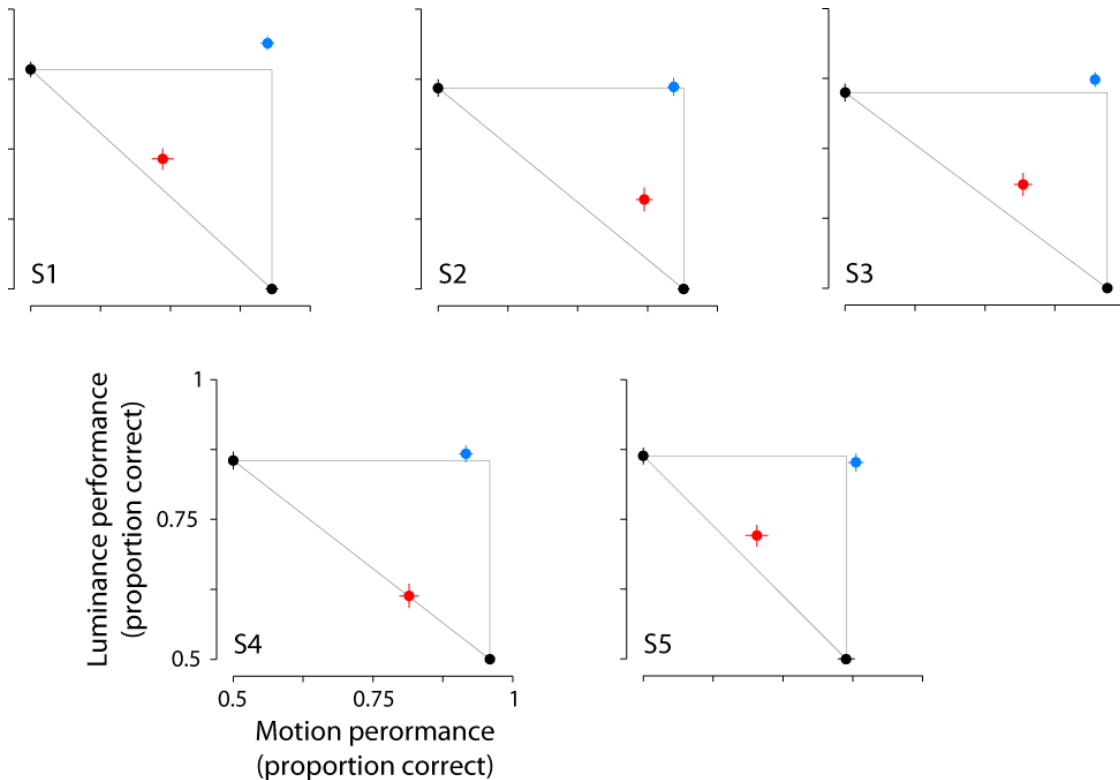 S1
S2
S3
Luminance performance
(proportion correct)
1
0.75
0.5
S4
S5
0.5
0.75
1
Motion perormance
(proportion correct)